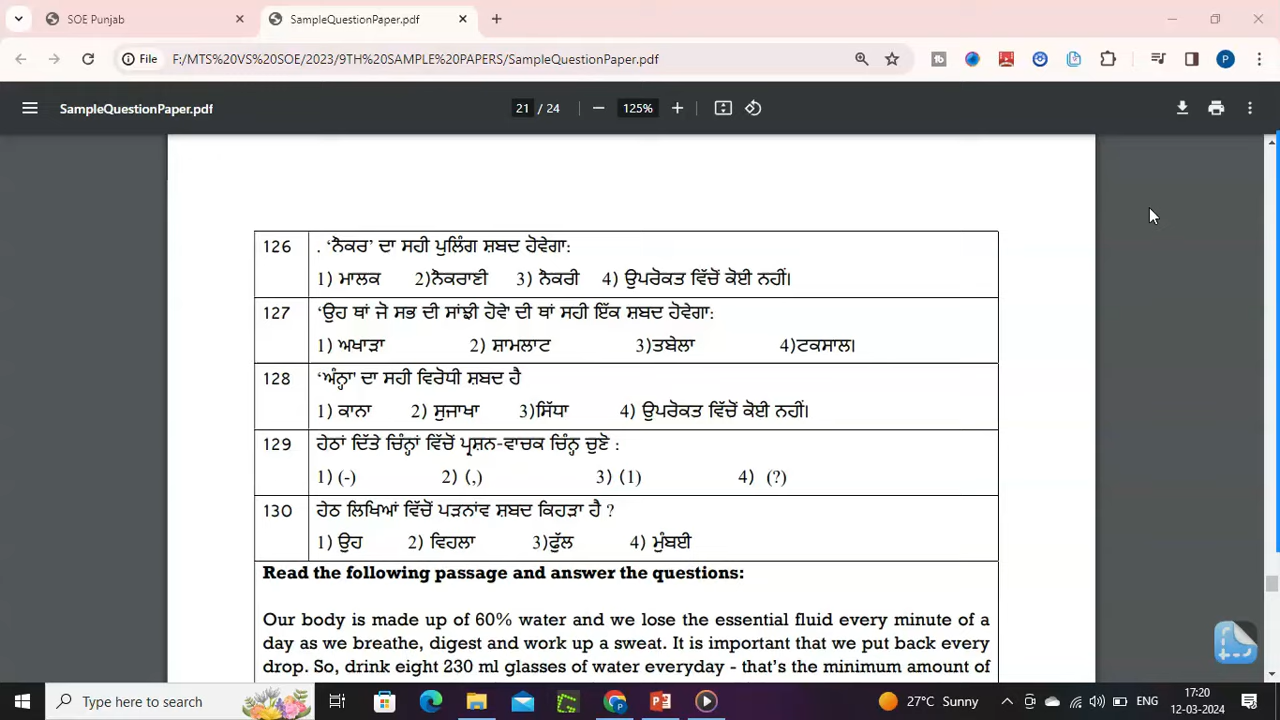 SOE Punjab
SampleQuestionPaper.pdf
File
F:/MTS%20VS%20SOE/2023/9TH%20SAMPLE%20PAPERS/SampleQuestionPaper.pdf
P
SampleQuestionPaper.pdf
21 / 24
125%
126 . ‘ਨੌਕਰ’ ਦਾ ਸਹੀ ਪੁਲਿੰਗ ਸ਼ਬਦ ਹੋਵੇਗਾ:
1) ਮਾਲਕ 2)ਨੌਕਰਾਣੀ 3) ਨੌਕਰੀ 4) ਉਪਰੋਕਤ ਵਿੱਚੋਂ ਕੋਈ ਨਹੀਂ।
127 ‘ਉਹ ਥਾਂ ਜੋ ਸਭ ਦੀ ਸਾਂਝੀ ਹੋਵੇ’ ਦੀ ਥਾਂ ਸਹੀ ਇੱਕ ਸ਼ਬਦ ਹੋਵੇਗਾ:
1) ਅਖਾੜਾ 2) ਸ਼ਾਮਲਾਟ 3)ਤਬੇਲਾ 4)ਟਕਸਾਲ।
128 ‘ਅੰਨ੍ਹਾ’ ਦਾ ਸਹੀ ਵਿਰੋਧੀ ਸ਼ਬਦ ਹੈ
1) ਕਾਨਾ 2) ਸੁਜਾਖਾ 3)ਸਿੱਧਾ 4) ਉਪਰੋਕਤ ਵਿੱਚੋਂ ਕੋਈ ਨਹੀਂ।
129 ਹੇਠਾਂ ਦਿੱਤੇ ਚਿੰਨ੍ਹਾਂ ਵਿੱਚੋਂ ਪ੍ਰਸ਼ਨ-ਵਾਚਕ ਚਿੰਨ੍ਹ ਚੁਣੋ :
1) (-) 2) (,) 3) (1) 4) (?)
130 ਹੇਠ ਲਿਖਿਆਂ ਵਿੱਚੋਂ ਪੜਨਾਂਵ ਸ਼ਬਦ ਕਿਹੜਾ ਹੈ ?
1) ਉਹ 2) ਵਿਹਲਾ 3)ਫੁੱਲ 4) ਮੁੰਬਈ
Read the following passage and answer the questions:
Our body is made up of 60% water and we lose the essential fluid every minute of a
day as we breathe, digest and work up a sweat. It is important that we put back every
drop. So, drink eight 230 ml glasses of water everyday - that’s the minimum amount of
Type here to search
27°C Sunny
ENG
17:20
12-03-2024